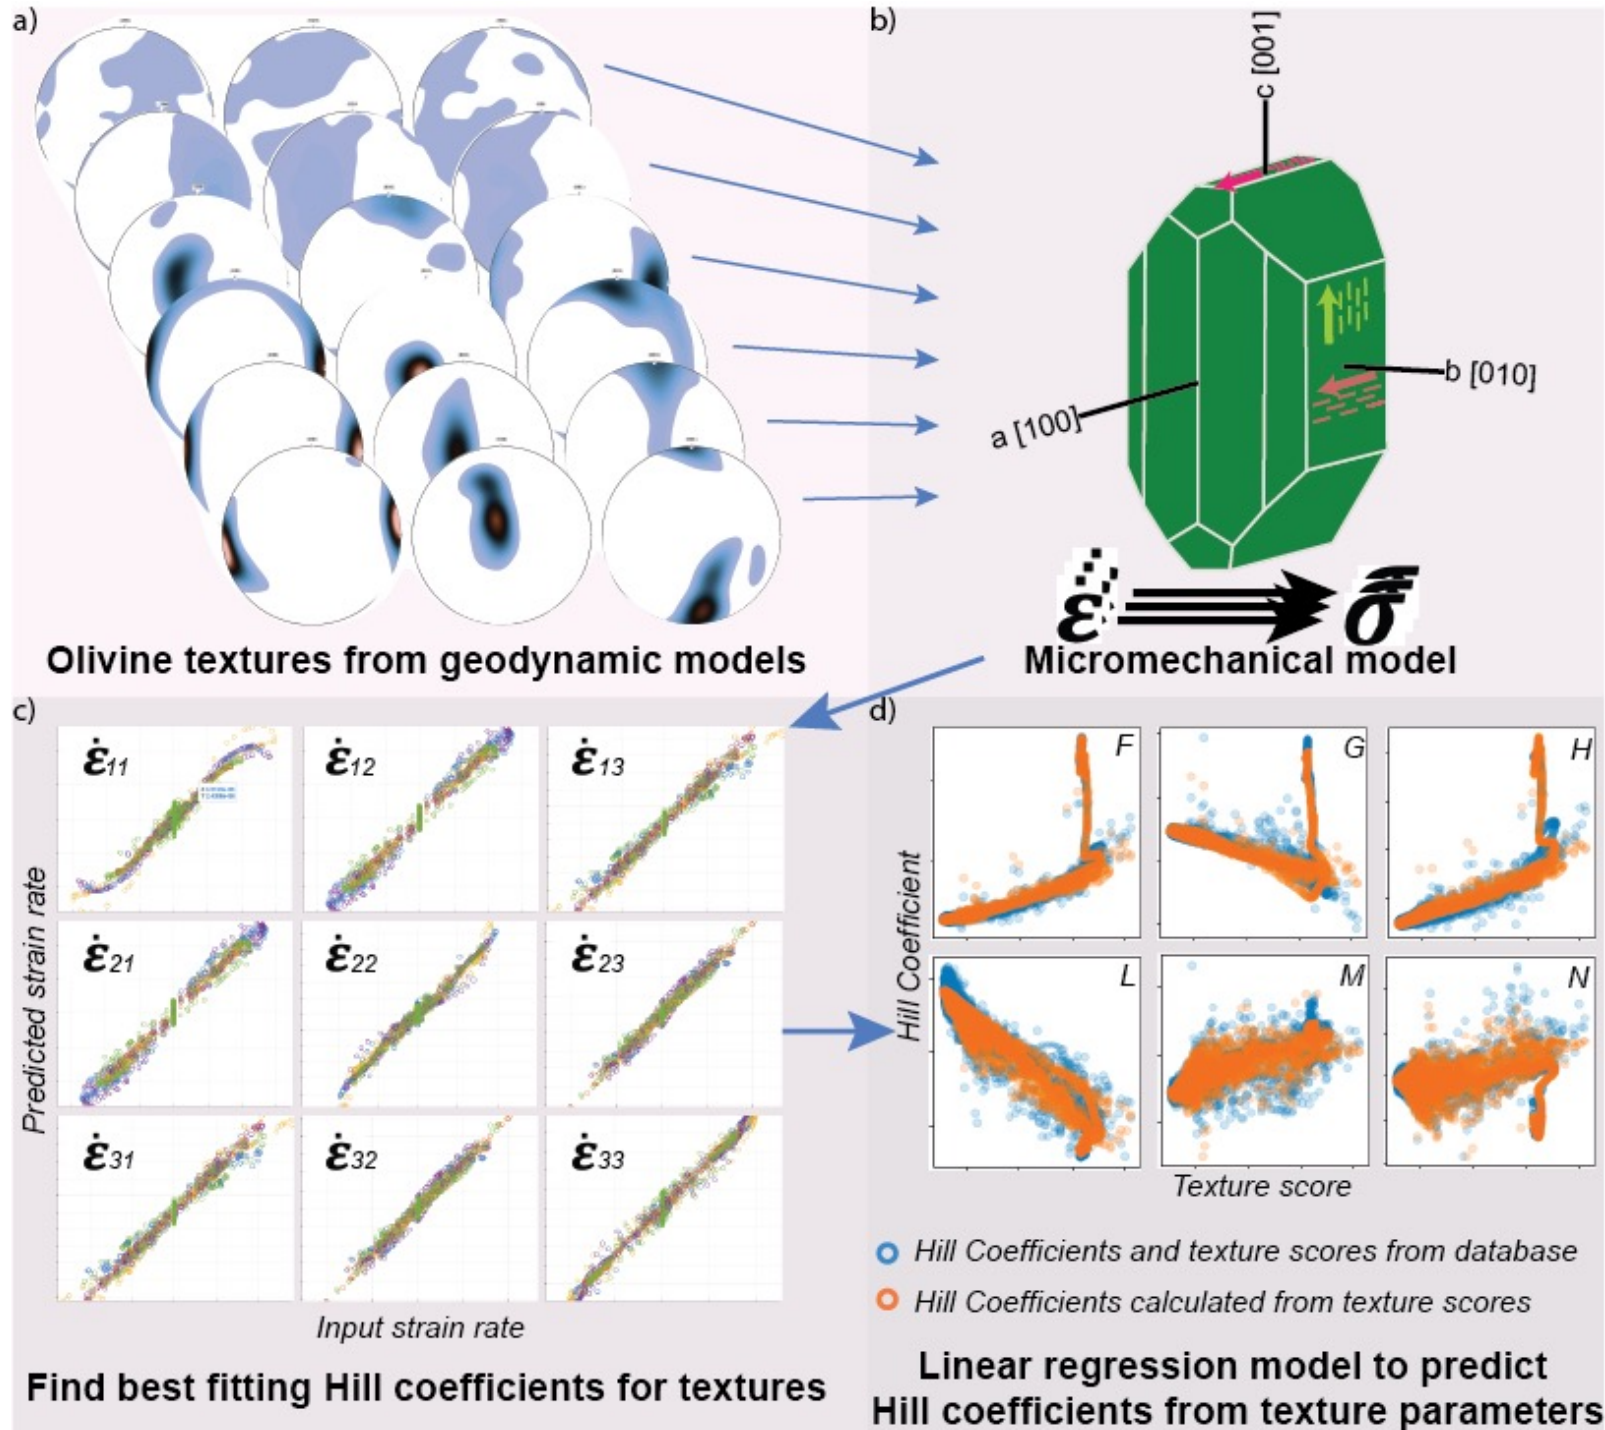 a)
b)
c [001]
b [010]
a [100]
ε̇ σ
Olivine textures from geodynamic models
Micromechanical model
c)
d)
ε̇11
ε̇12
ε̇13
ε̇21
ε̇22
ε̇23
ε̇31
ε̇32
ε̇33
Predicted strain rate
Input strain rate
Find best fitting Hill coefficients for textures
F
G
H
L
M
N
Hill Coefficient
Texture score
Hill Coefficients and texture scores from database
Hill Coefficients calculated from texture scores
Linear regression model to predict
Hill coefficients from texture parameters